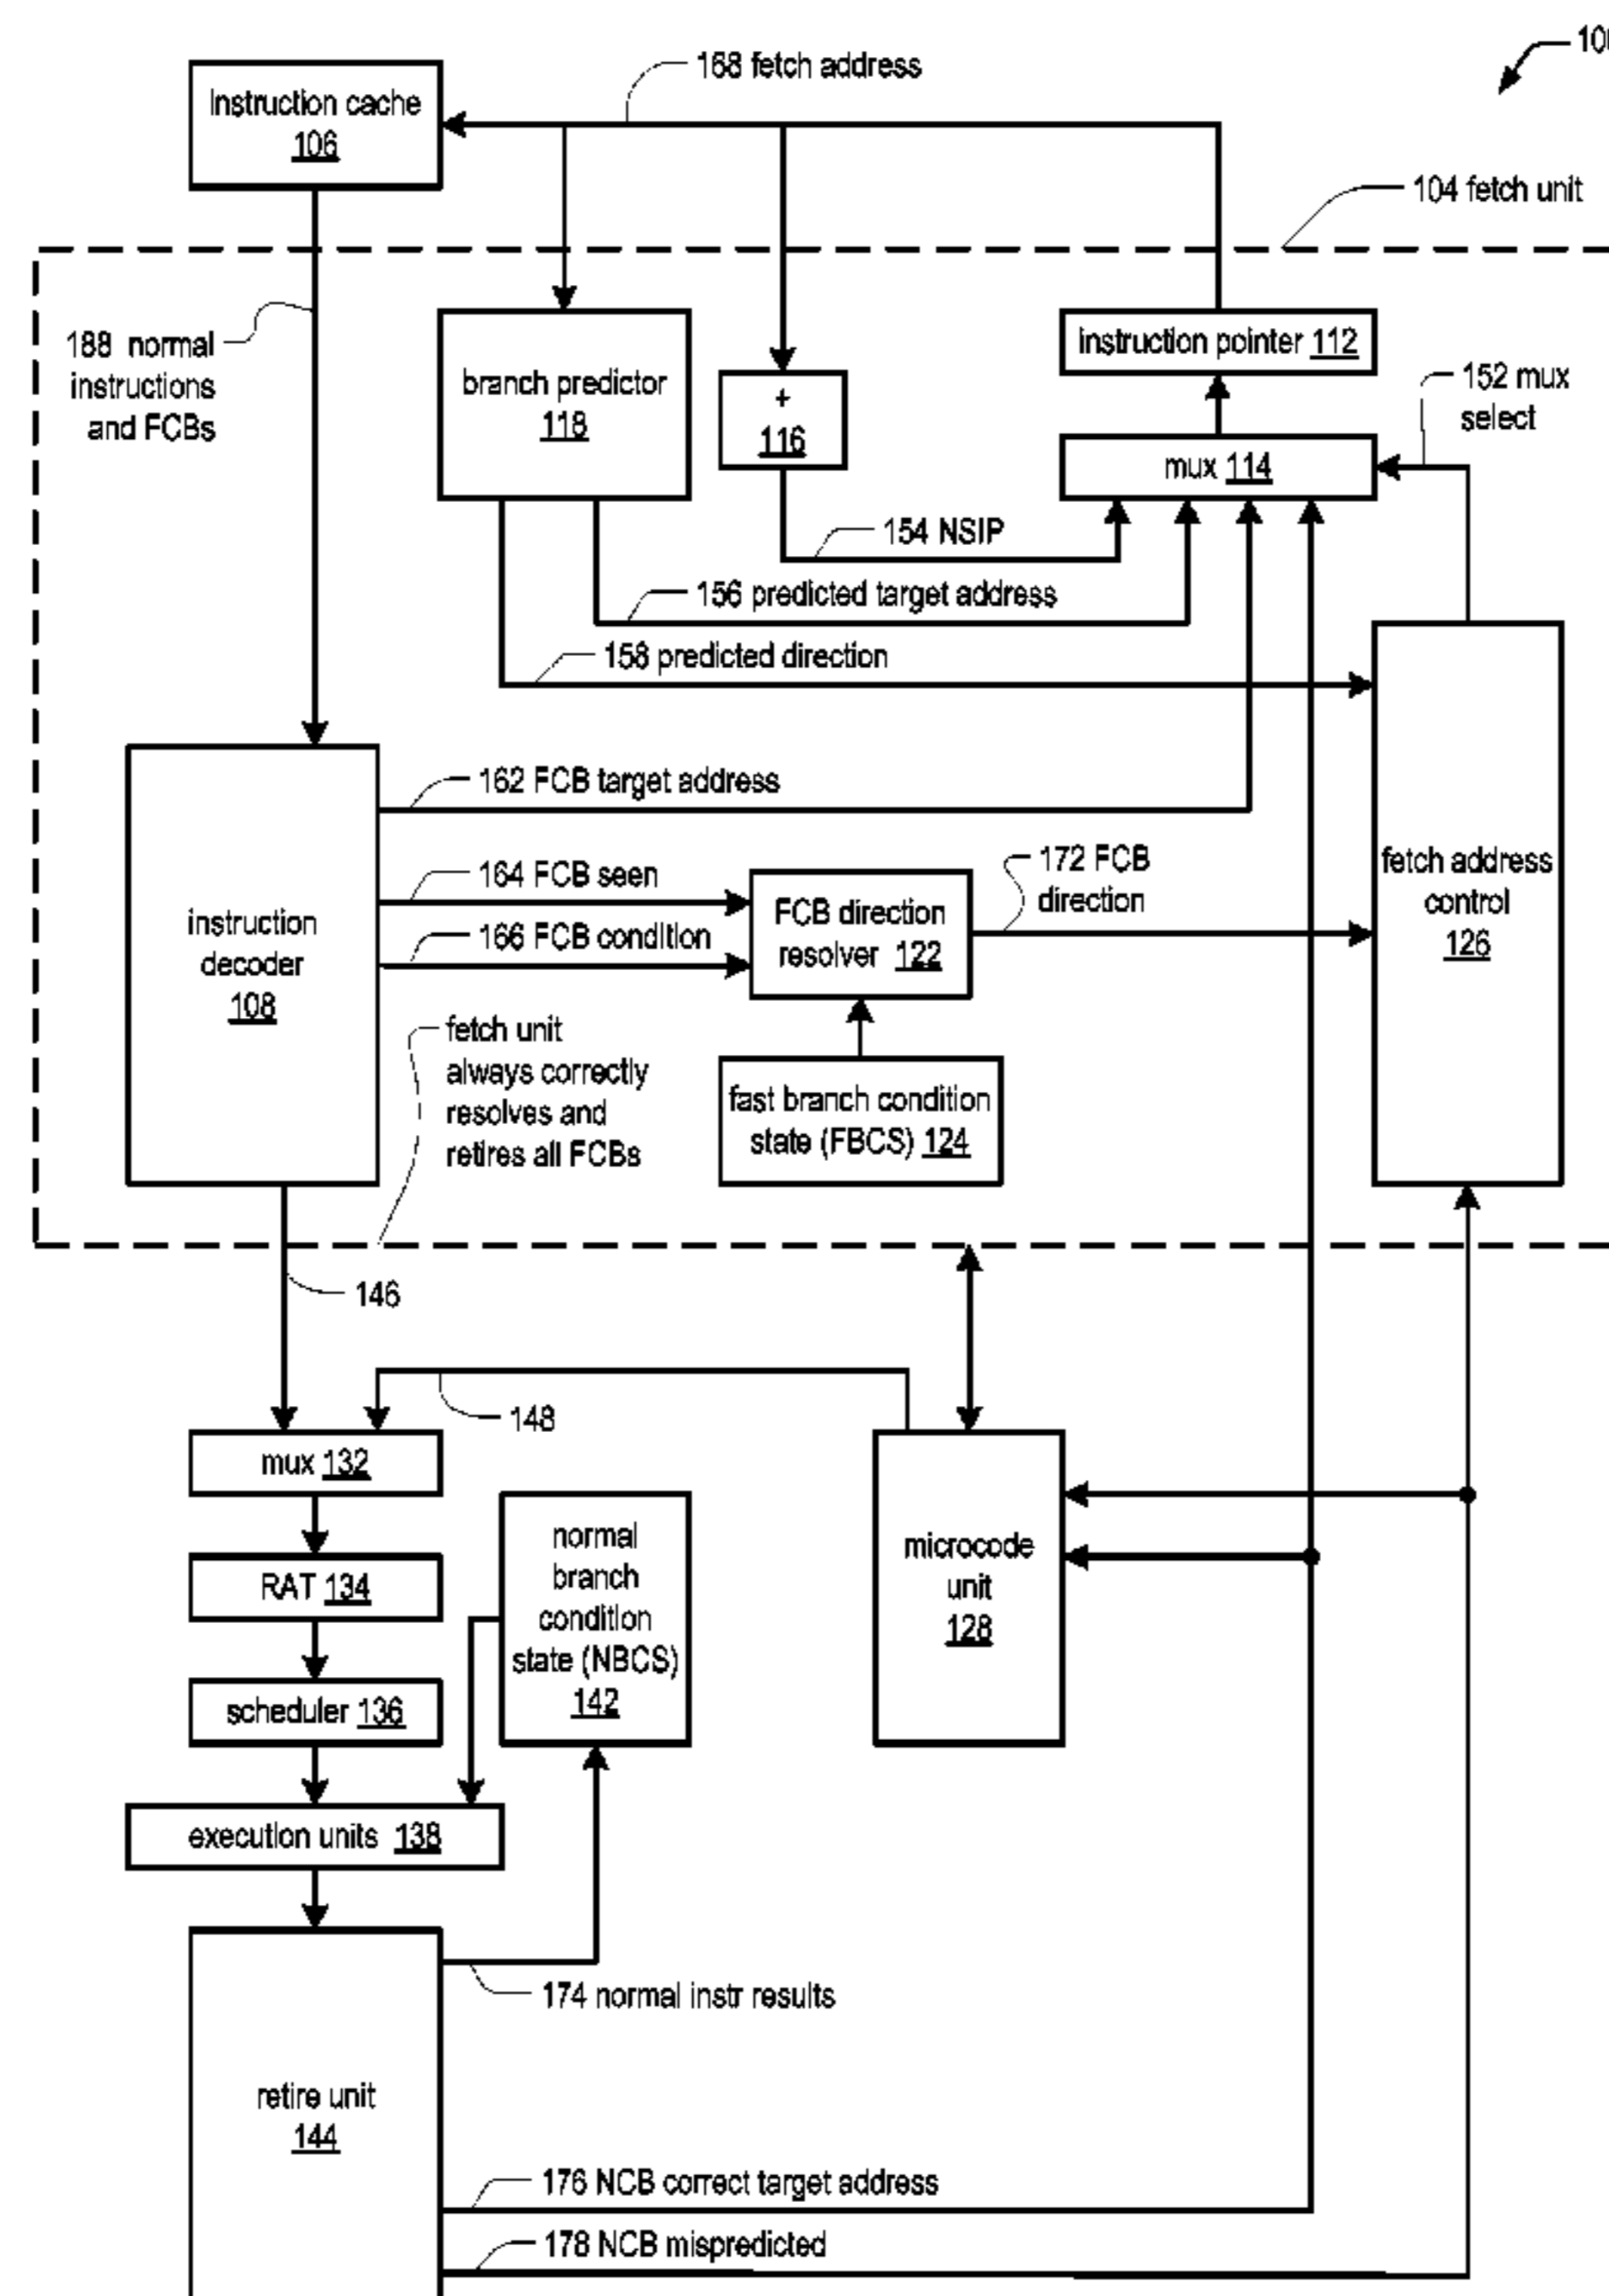 10
168 fetch address
Instruction cache
106
104 fetch unit
188 normal
instructions
and FCBs
branch predictor
118
+
116
instruction pointer 112
152 mux
select
mux 114
154 NSIP
156 predicted target address
158 predicted direction
162 FCB target address
164 FCB seen
166 FCB condition
FCB direction
resolver 122
172 FCB
direction
fetch address
control
126
instruction
decoder
108
fetch unit
always correctly
resolves and
retires all FCBs
fast branch condition
state (FBCS) 124
146
148
mux 132
RAT 134
scheduler 136
execution units 138
normal
branch
condition
state (NBCS)
142
microcode
unit
128
174 normal instr results
retire unit
144
176 NCB correct target address
178 NCB mispredicted